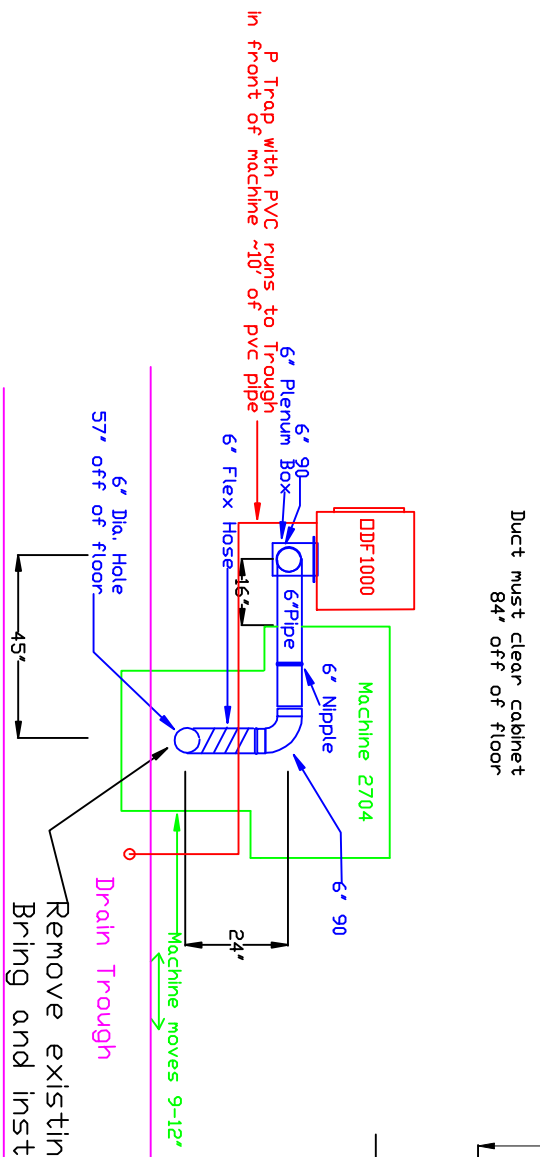 Duct must clear cabinet
84" off of floor
DF1000
Machine 2704
6" 90
6" Plenum Box
6"Pipe
6" Nipple
16"
6" Flex Hose
6" 90
P Trap with PVC runs to Trough
in front of machine ~10' of pvc pipe
6" Dia. Hole
57" off of floor
45"
24"
Machine moves 9-12"
Drain Trough
Remove existin
Bring and inst